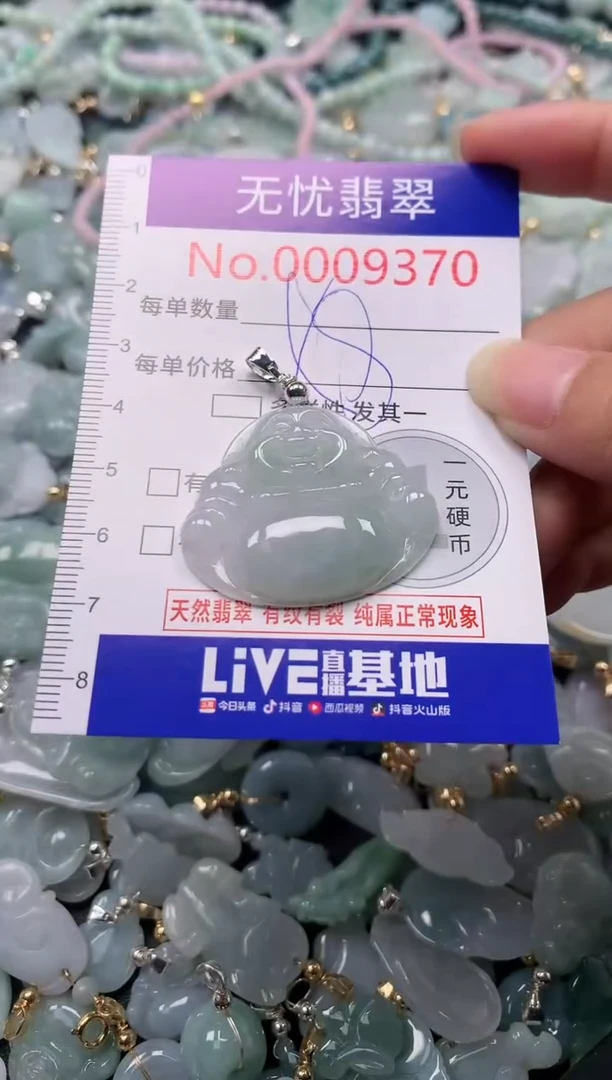 无忧翡翠
No.0009370
每单数量
每单价格
发其一
有
一元硬币
天然翡翠 有纹有裂 纯属正常现象
LiVE直播基地
今日头条 抖音 西瓜视频 抖音火山版
0
1
2
3
4
5
6
7
8